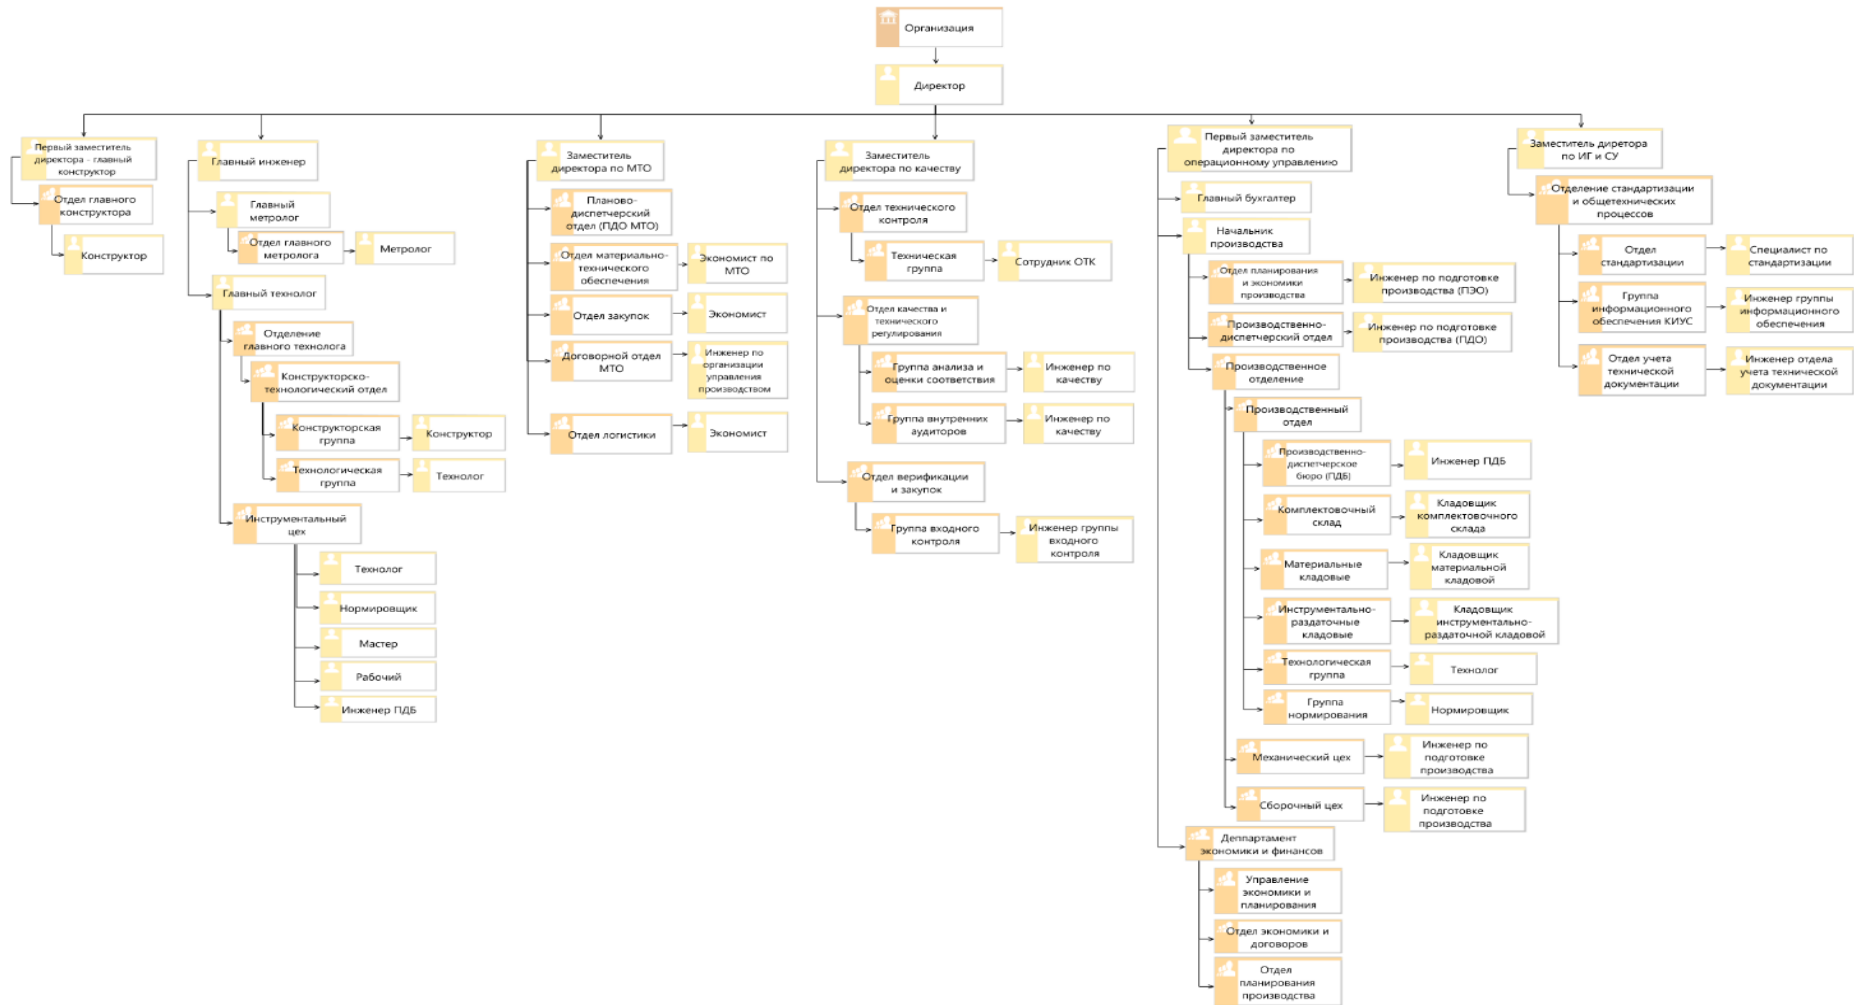 Организация
Директор
Первый заместитель
директора - главный
конструктор
Отдел главного
конструктора
Конструктор
Главный инженер
Главный
метролог
Отдел главного
метролога
Метролог
Главный технолог
Отделение
главного технолога
Конструкторско-
технологический отдел
Конструкторская
группа
Конструктор
Технологическая
группа
Технолог
Инструментальный
цех
Технолог
Нормировщик
Мастер
Рабочий
Инженер ПДБ
Заместитель
директора по МТО
Планово-
диспетчерский
отдел (ПДО МТО)
Отдел материально-
технического
обеспечения
Экономист по
МТО
Отдел закупок
Экономист
Договорной отдел
МТО
Инженер по
организации
управления
производством
Отдел логистики
Экономист
Заместитель
директора по качеству
Отдел технического
контроля
Техническая
группа
Сотрудник ОТК
Отдел качества и
технического
регулирования
Группа анализа и
оценки соответствия
Инженер по
качеству
Группа внутренних
аудиторов
Инженер по
качеству
Отдел верификации
и закупок
Группа входного
контроля
Инженер группы
входного
контроля
Первый заместитель
директора по
операционному управлению
Главный бухгалтер
Начальник
производства
Отдел планирования
и экономики
производства
Инженер по подготовке
производства (ПЭО)
Производственно-
диспетчерский отдел
Инженер по подготовке
производства (ПДО)
Производственное
отделение
Производственный
отдел
Производственно-
диспетчерское
бюро (ПДБ)
Инженер ПДБ
Комплектовочный
склад
Кладовщик
комплектовочного
склада
Материальные
кладовые
Кладовщик
материальной
кладовой
Инструментально-
раздаточные
кладовые
Кладовщик
инструментально-
раздаточной кладовой
Технологическая
группа
Технолог
Группа
нормирования
Нормировщик
Механический цех
Инженер по
подготовке
производства
Сборочный цех
Инженер по
подготовке
производства
Деппартамент
экономики и финансов
Управление
экономики и
планирования
Отдел экономики и
договоров
Отдел
планирования
производства
Заместитель диретора
по ИГ и СУ
Отделение стандартизации
и общетехнических
процессов
Отдел
стандартизации
Специалист по
стандартизации
Группа
информационного
обеспечения КИУС
Инженер группы
информационного
обеспечения
Отдел учета
технической
документации
Инженер отдела
учета технической
документации